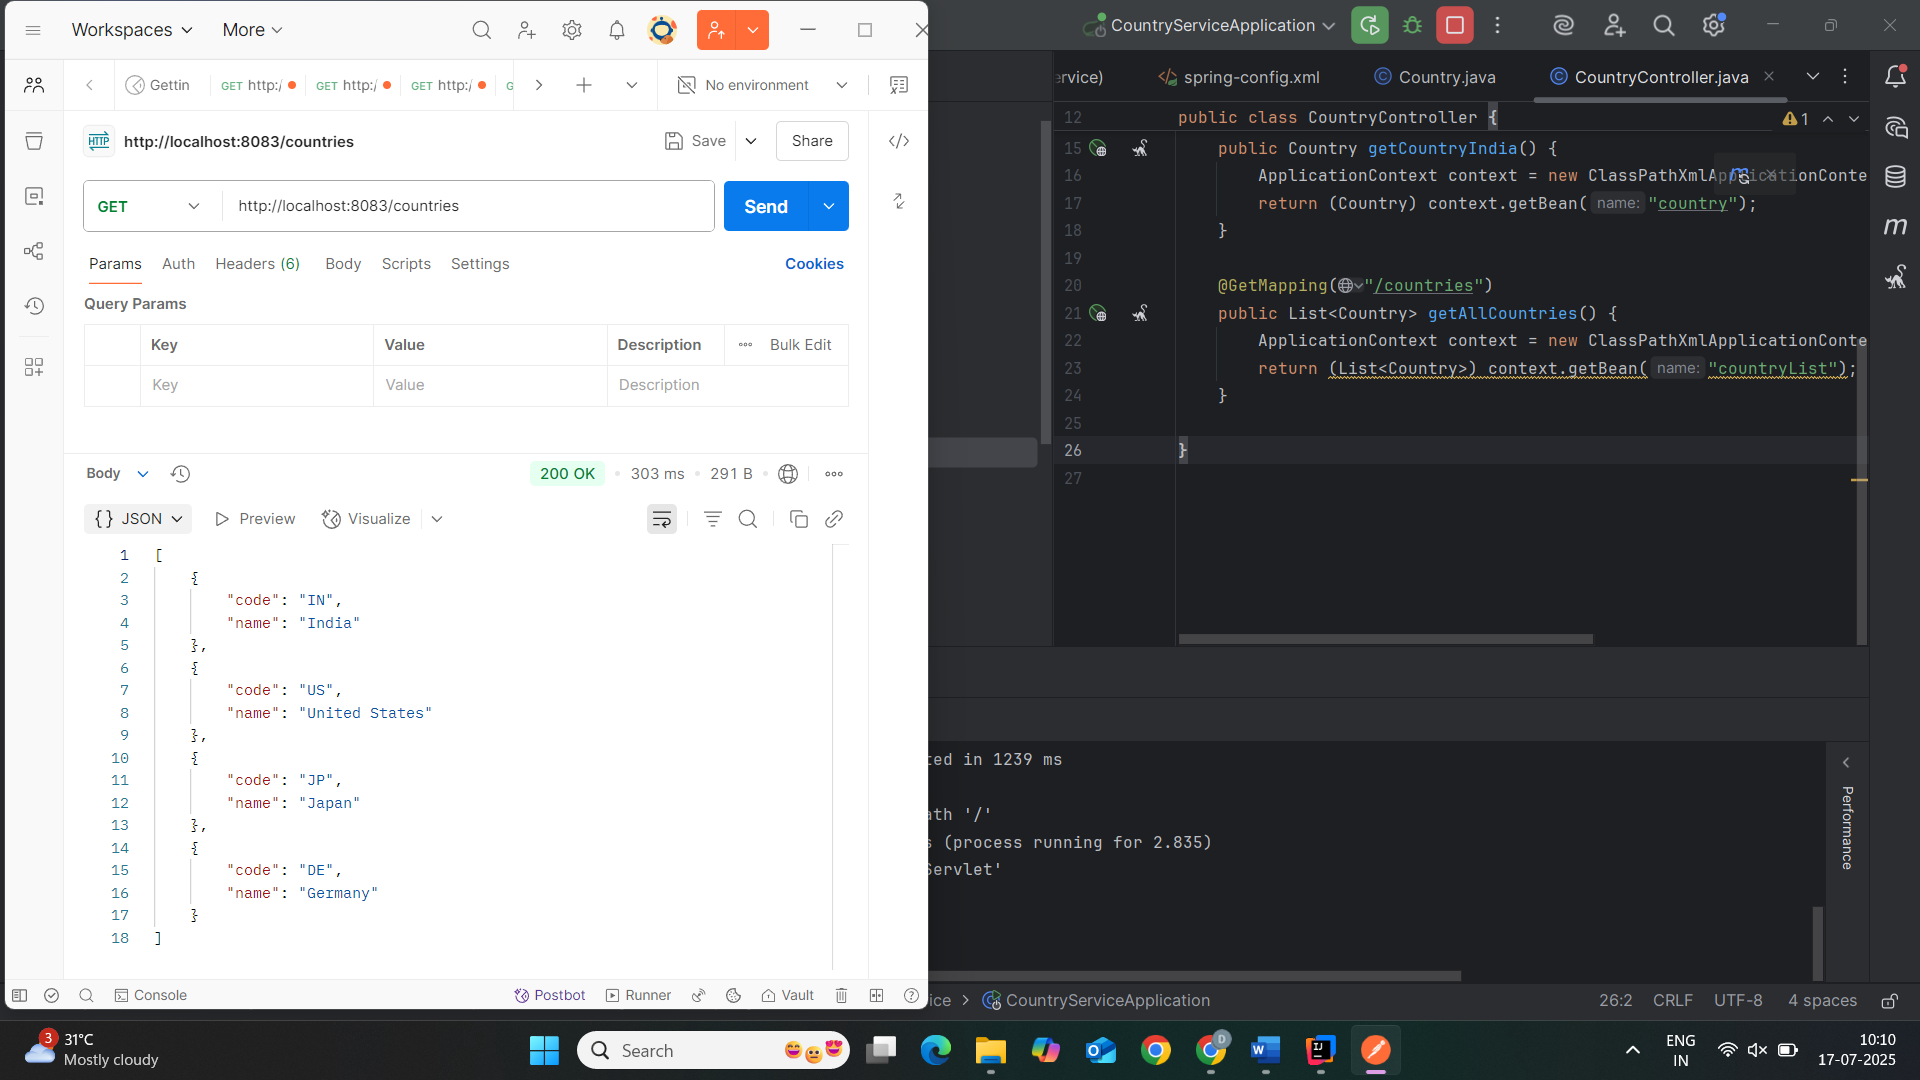 Workspaces
More
Gettin
GET http:/
GET http:/
GET http:/
G
No environment
HTTP
http://localhost:8083/countries
Save
Share
GET
http://localhost:8083/countries
Send
Params
Auth
Headers (6)
Body
Scripts
Settings
Cookies
Query Params
Key
Value
Description
Bulk Edit
Key
Value
Description
Body
200 OK
303 ms
291 B
{} JSON
Preview
Visualize
1 [
2 {
3 "code": "IN",
4 "name": "India"
5 },
6 {
7 "code": "US",
8 "name": "United States"
9 },
10 {
11 "code": "JP",
12 "name": "Japan"
13 },
14 {
15 "code": "DE",
16 "name": "Germany"
17 }
18 ]
Console
Postbot
Runner
Vault
CountryServiceApplication
ervice)
spring-config.xml
Country.java
CountryController.java
12 public class CountryController {
1
15 public Country getCountryIndia() {
16 ApplicationContext context = new ClassPathXmlApplicationConte
17 return (Country) context.getBean( name: "country");
18 }
19
20 @GetMapping("/countries")
21 public List<Country> getAllCountries() {
22 ApplicationContext context = new ClassPathXmlApplicationConte
23 return (List<Country>) context.getBean( name: "countryList");
24 }
25
26 }
27
ted in 1239 ms
ath '/'
s (process running for 2.835)
Servlet'
Performance
ice > CountryServiceApplication
26:2
CRLF
UTF-8
4 spaces
3
31°C
Mostly cloudy
Search
D
ENG
IN
10:10
17-07-2025